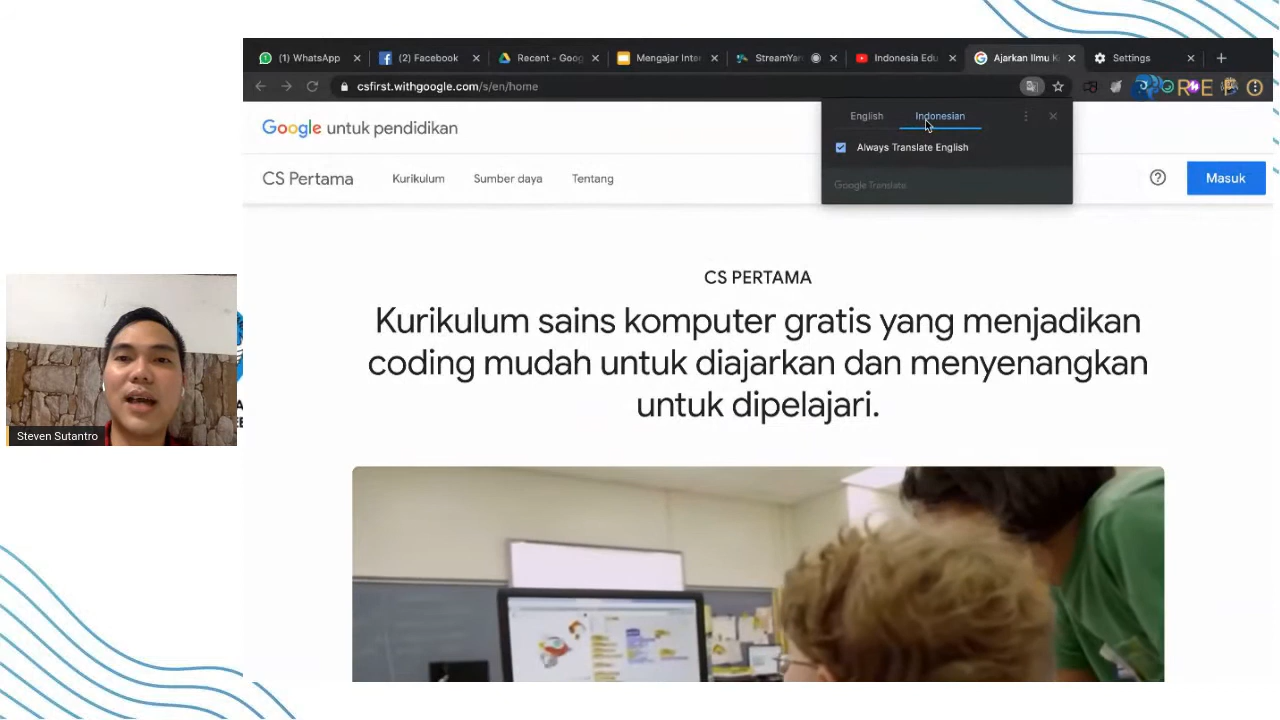 (1) WhatsApp
(2) Facebook
Recent - Goog
Mengajar Inte
StreamYar
Indonesia Edu
Ajarkan Ilmu K
Settings
csfirst.withgoogle.com/s/en/home
English
Indonesian
Always Translate English
Google Translate
Google untuk pendidikan
CS Pertama
Kurikulum
Sumber daya
Tentang
Masuk
CS PERTAMA
Kurikulum sains komputer gratis yang menjadikan
coding mudah untuk diajarkan dan menyenangkan
untuk dipelajari.
Steven Sutantro